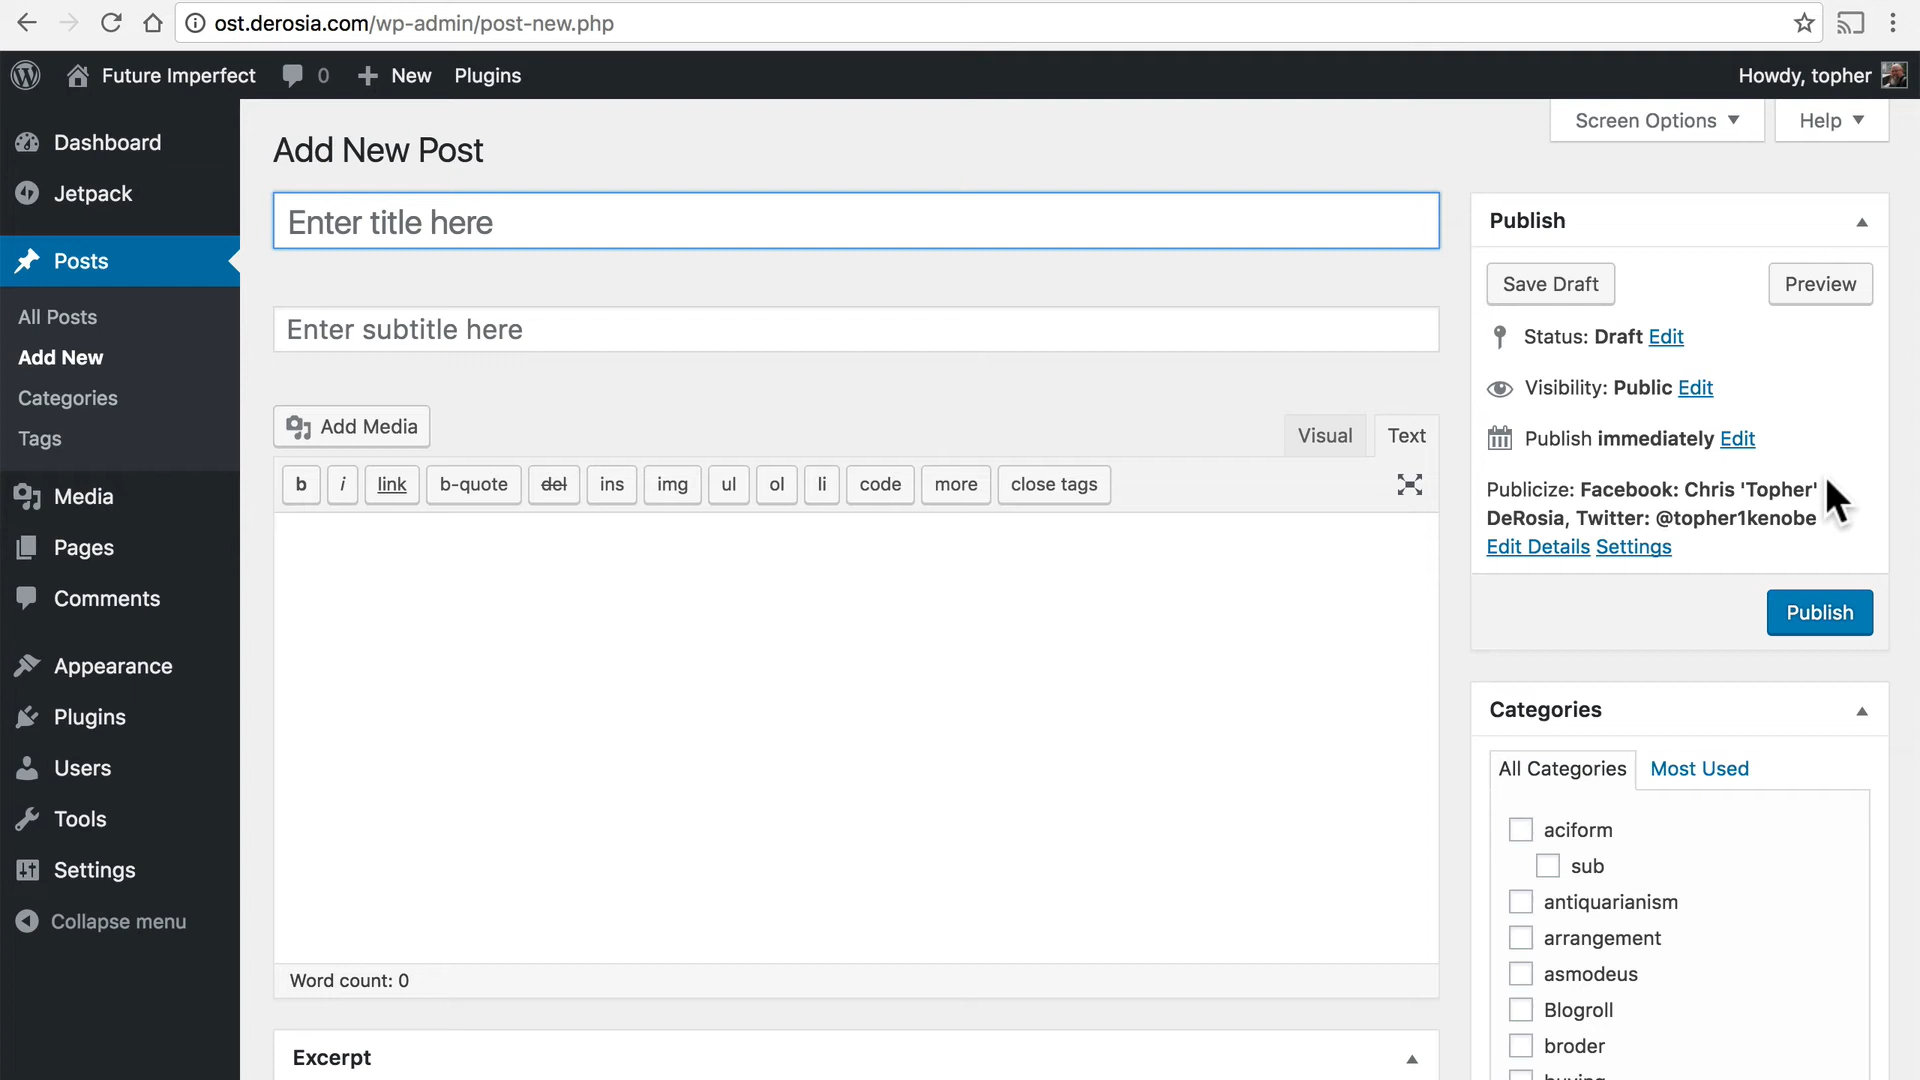 ost.derosia.com/wp-admin/post-new.php
Future Imperfect 0 New Plugins Howdy, topher
Screen Options Help
Dashboard
Jetpack
Posts
All Posts
Add New
Categories
Tags
Media
Pages
Comments
Appearance
Plugins
Users
Tools
Settings
Collapse menu
Add New Post
Enter title here
Enter subtitle here
Add Media
Visual Text
b i link b-quote del ins img ul ol li code more close tags
Word count: 0
Excerpt
Publish
Save Draft Preview
Status: Draft Edit
Visibility: Public Edit
Publish immediately Edit
Publicize: Facebook: Chris 'Topher'
DeRosia, Twitter: @topher1kenobe
Edit Details Settings
Publish
Categories
All Categories Most Used
aciform
sub
antiquarianism
arrangement
asmodeus
Blogroll
broder